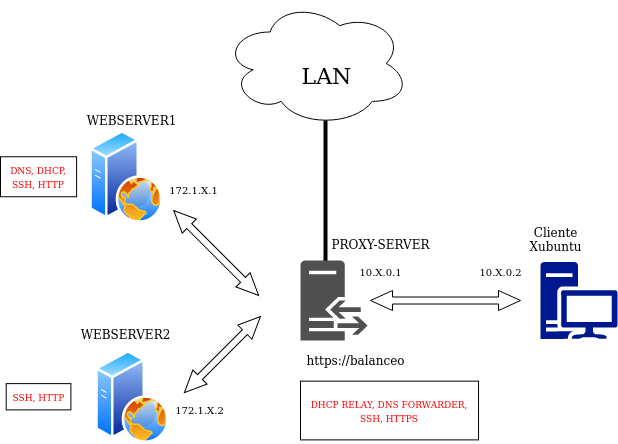 LAN
WEBSERVER1
DNS, DHCP,
SSH, HTTP
172.1.X.1
PROXY-SERVER
Cliente
Xubuntu
10.X.0.1
10.X.0.2
WEBSERVER2
https://balanceo
SSH, HTTP
172.1.X.2
DHCP RELAY, DNS FORWARDER,
SSH, HTTPS